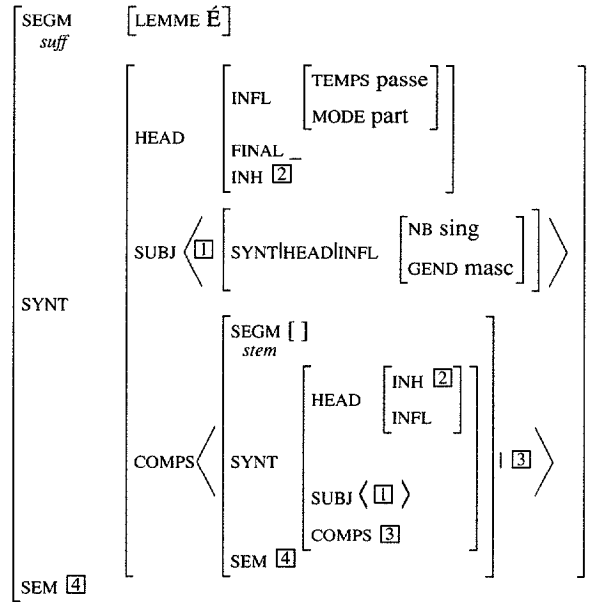 SEGM [LEMME É]
suff
TEMPS passe
INFL
MODE part
HEAD
FINAL _
INH 2
NB sing
SUBJ 〈 1 SYNT|HEAD|INFL 〉
GEND masc
SYNT
SEGM [ ]
stem
INH 2
HEAD
INFL
COMPS 〈 SYNT | 3 〉
SUBJ 〈 1 〉
COMPS 3
SEM 4
SEM 4